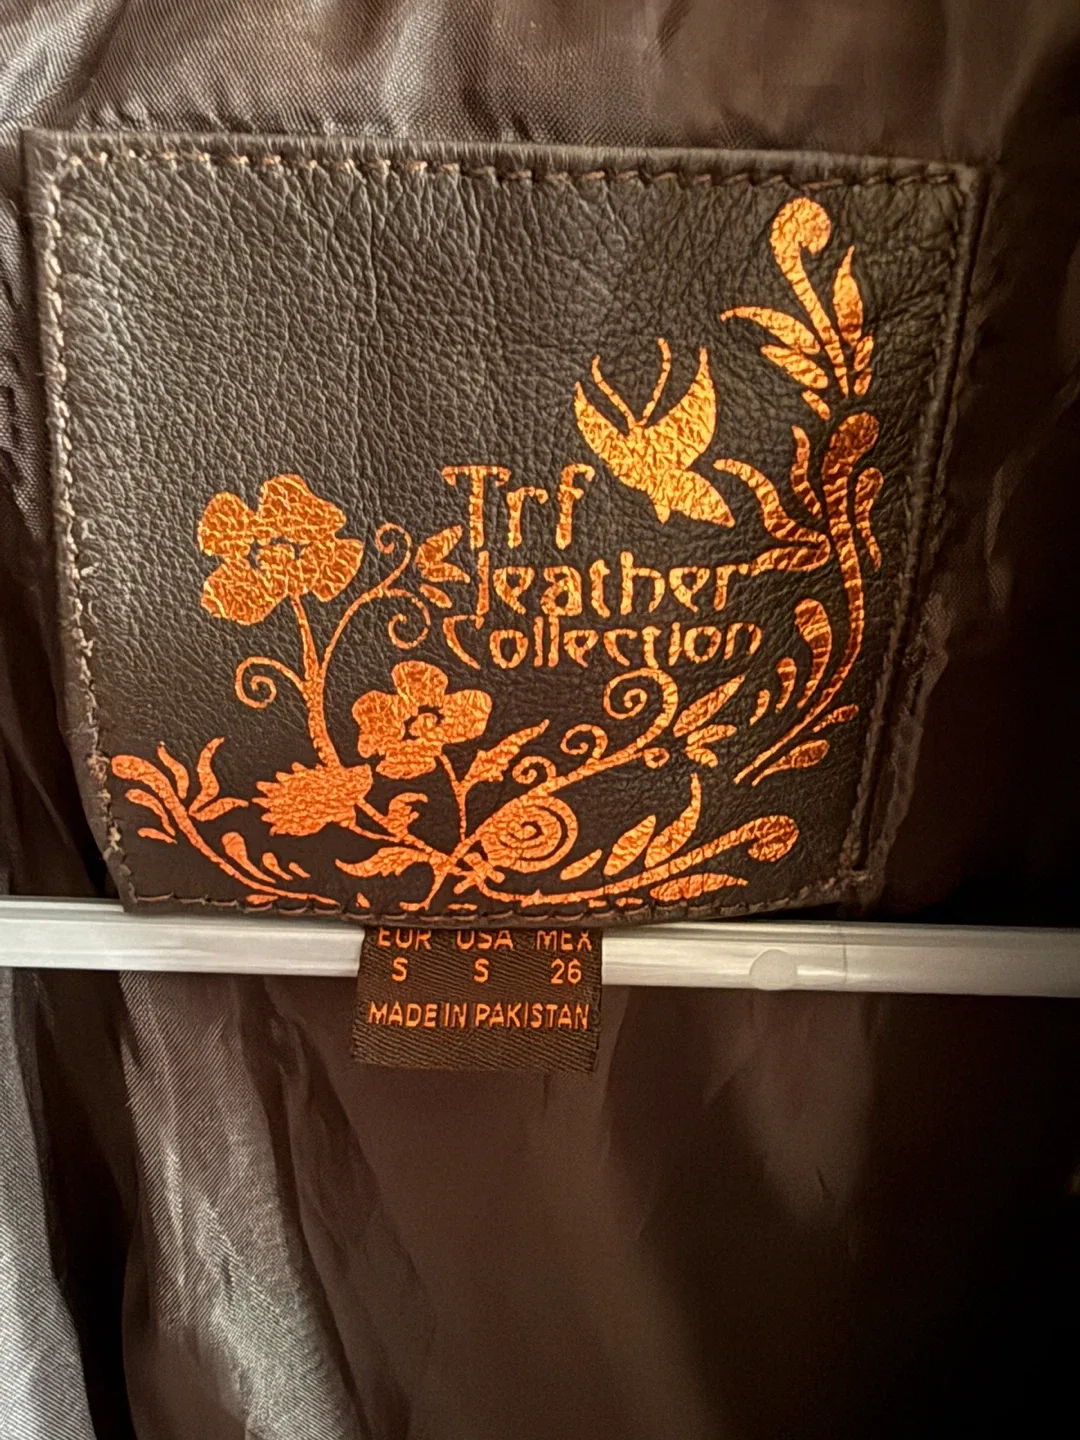 Trf
leather
Collection
EUR USA MEX
S S 26
MADE IN PAKISTAN